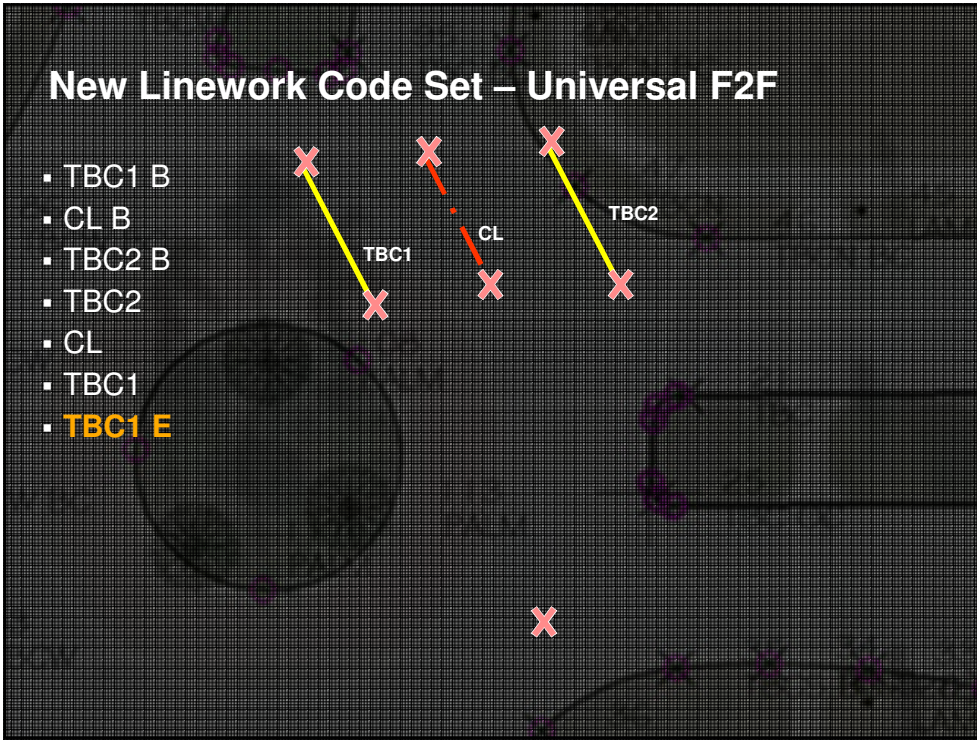 New Linework Code Set – Universal F2F
▪ TBC1 B
▪ CL B
▪ TBC2 B
▪ TBC2
▪ CL
▪ TBC1
▪ TBC1 E
TBC1
CL
TBC2